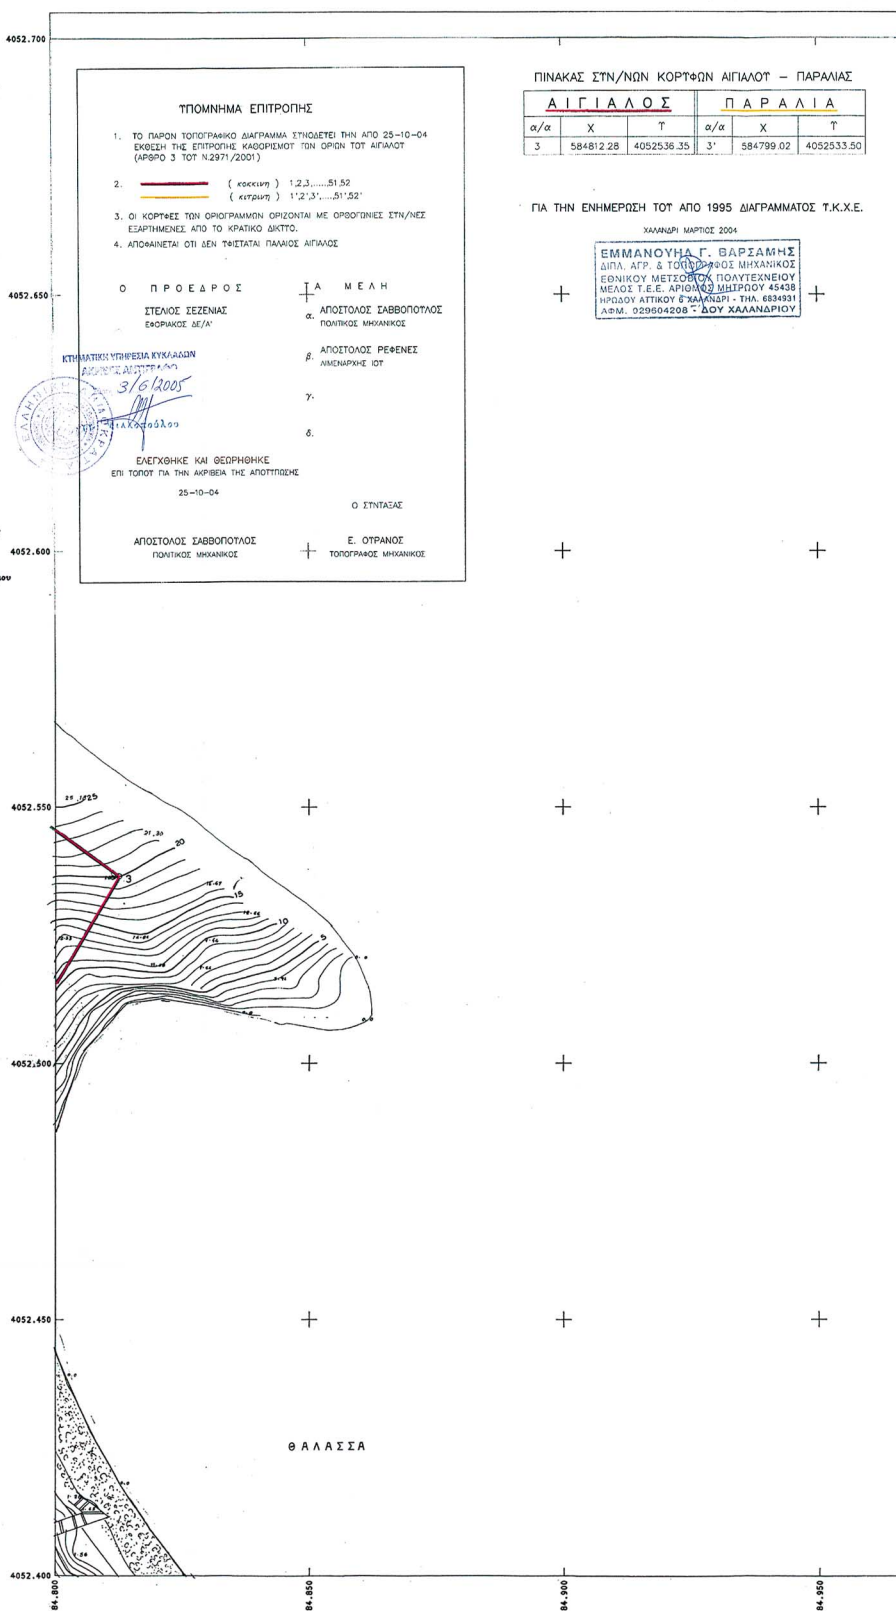 ΠΙΝΑΚΑΣ ΣΥΝ/ΝΩΝ ΚΟΡΥΦΩΝ ΑΙΓΙΑΛΟΥ – ΠΑΡΑΛΙΑΣ
ΑΙΓΙΑΛΟΣ ΠΑΡΑΛΙΑ
α/α Χ Υ α/α Χ Υ
3 584812.28 4052536.35 3' 584799.02 4052533.50
ΓΙΑ ΤΗΝ ΕΝΗΜΕΡΩΣΗ ΤΟΥ ΑΠΟ 1995 ΔΙΑΓΡΑΜΜΑΤΟΣ Τ.Κ.Χ.Ε.
ΧΑΛΑΝΔΡΙ ΜΑΡΤΙΟΣ 2004
ΕΜΜΑΝΟΥΗΛ Γ. ΒΑΡΣΑΜΗΣ
ΔΙΠΛ. ΑΓΡ. & ΤΟΠΟΓΡΑΦΟΣ ΜΗΧΑΝΙΚΟΣ
ΕΘΝΙΚΟΥ ΜΕΤΣΟΒΙΟΥ ΠΟΛΥΤΕΧΝΕΙΟΥ
ΜΕΛΟΣ Τ.Ε.Ε. ΑΡΙΘΜΟΣ ΜΗΤΡΩΟΥ 45438
ΗΡΩΔΟΥ ΑΤΤΙΚΟΥ 6 ΧΑΛΑΝΔΡΙ - ΤΗΛ. 6834931
ΑΦΜ. 029604208 - ΔΟΥ ΧΑΛΑΝΔΡΙΟΥ
ΥΠΟΜΝΗΜΑ ΕΠΙΤΡΟΠΗΣ
1. ΤΟ ΠΑΡΟΝ ΤΟΠΟΓΡΑΦΙΚΟ ΔΙΑΓΡΑΜΜΑ ΣΥΝΟΔΕΥΕΙ ΤΗΝ ΑΠΟ 25-10-04
ΕΚΘΕΣΗ ΤΗΣ ΕΠΙΤΡΟΠΗΣ ΚΑΘΟΡΙΣΜΟΥ ΤΩΝ ΟΡΙΩΝ ΤΟΥ ΑΙΓΙΑΛΟΥ
(ΑΡΘΡΟ 3 ΤΟΥ Ν.2971/2001)
2. ( κοκκινη ) 1,2,3,.....,51,52
( κιτρινη ) 1',2',3',....,51',52'
3. ΟΙ ΚΟΡΥΦΕΣ ΤΩΝ ΟΡΙΟΓΡΑΜΜΩΝ ΟΡΙΖΟΝΤΑΙ ΜΕ ΟΡΘΟΓΩΝΙΕΣ ΣΥΝ/ΝΕΣ
ΕΞΑΡΤΗΜΕΝΕΣ ΑΠΟ ΤΟ ΚΡΑΤΙΚΟ ΔΙΚΤΥΟ.
4. ΑΠΟΦΑΙΝΕΤΑΙ ΟΤΙ ΔΕΝ ΥΦΙΣΤΑΤΑΙ ΠΑΛΑΙΟΣ ΑΙΓΙΑΛΟΣ
Ο ΠΡΟΕΔΡΟΣ ΤΑ ΜΕΛΗ
ΣΤΕΛΙΟΣ ΣΕΖΕΝΙΑΣ
ΕΦΟΡΙΑΚΟΣ ΔΕ/Α'
α. ΑΠΟΣΤΟΛΟΣ ΣΑΒΒΟΠΟΥΛΟΣ
ΠΟΛΙΤΙΚΟΣ ΜΗΧΑΝΙΚΟΣ
β. ΑΠΟΣΤΟΛΟΣ ΡΕΦΕΝΕΣ
ΛΙΜΕΝΑΡΧΗΣ ΙΟΥ
γ.
δ.
ΚΤΗΜΑΤΙΚΗ ΥΠΗΡΕΣΙΑ ΚΥΚΛΑΔΩΝ
ΑΚΡΙΒΕΣ ΑΝΤΙΓΡΑΦΟ
3/6/2005
ΕΛΕΓΧΘΗΚΕ ΚΑΙ ΘΕΩΡΗΘΗΚΕ
ΕΠΙ ΤΟΠΟΥ ΓΙΑ ΤΗΝ ΑΚΡΙΒΕΙΑ ΤΗΣ ΑΠΟΤΥΠΩΣΗΣ
25-10-04
Ο ΣΥΝΤΑΞΑΣ
ΑΠΟΣΤΟΛΟΣ ΣΑΒΒΟΠΟΥΛΟΣ
ΠΟΛΙΤΙΚΟΣ ΜΗΧΑΝΙΚΟΣ
Ε. ΟΤΡΑΝΟΣ
ΤΟΠΟΓΡΑΦΟΣ ΜΗΧΑΝΙΚΟΣ
4052.700
4052.650
4052.600
4052.550
4052.500
4052.450
4052.400
25
20
3
15
10
5
0.0
0.0
ΘΑΛΑΣΣΑ
84.800 84.850 84.900 84.950